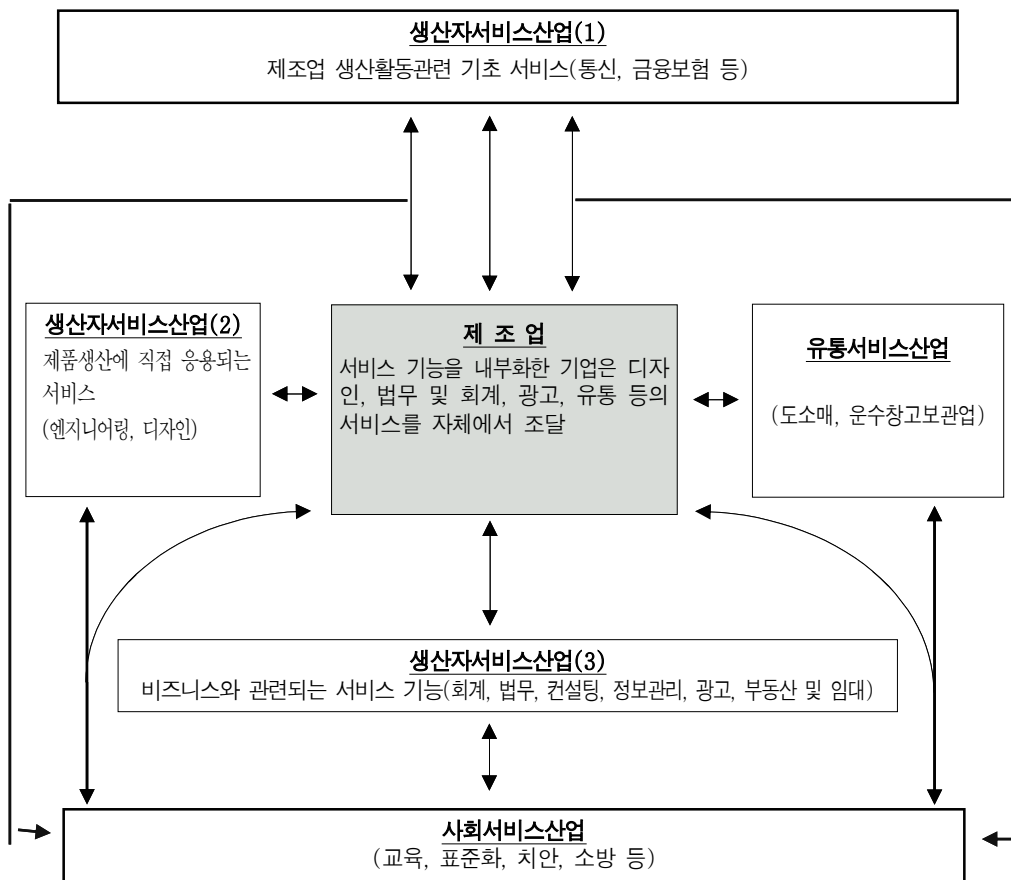 생산자서비스산업(1)
제조업 생산활동관련 기초 서비스(통신, 금융보험 등)
생산자서비스산업(2)
제품생산에 직접 응용되는
서비스
(엔지니어링, 디자인)
제 조 업
서비스 기능을 내부화한 기업은 디자
인, 법무 및 회계, 광고, 유통 등의
서비스를 자체에서 조달
유통서비스산업
(도소매, 운수창고보관업)
생산자서비스산업(3)
비즈니스와 관련되는 서비스 기능(회계, 법무, 컨설팅, 정보관리, 광고, 부동산 및 임대)
사회서비스산업
(교육, 표준화, 치안, 소방 등)